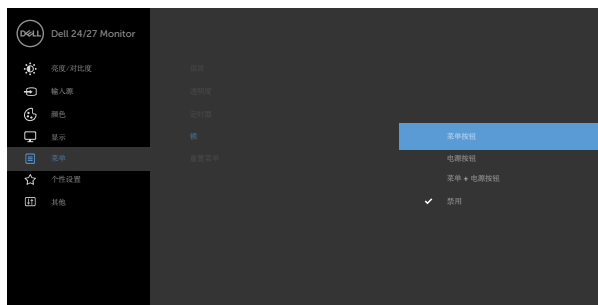 DELL Dell 24/27 Monitor
亮度/对比度
输入源
颜色
显示
菜单
个性设置
其他
语言
透明度
定时器
锁
重置菜单
菜单按钮
电源按钮
菜单 + 电源按钮
禁用